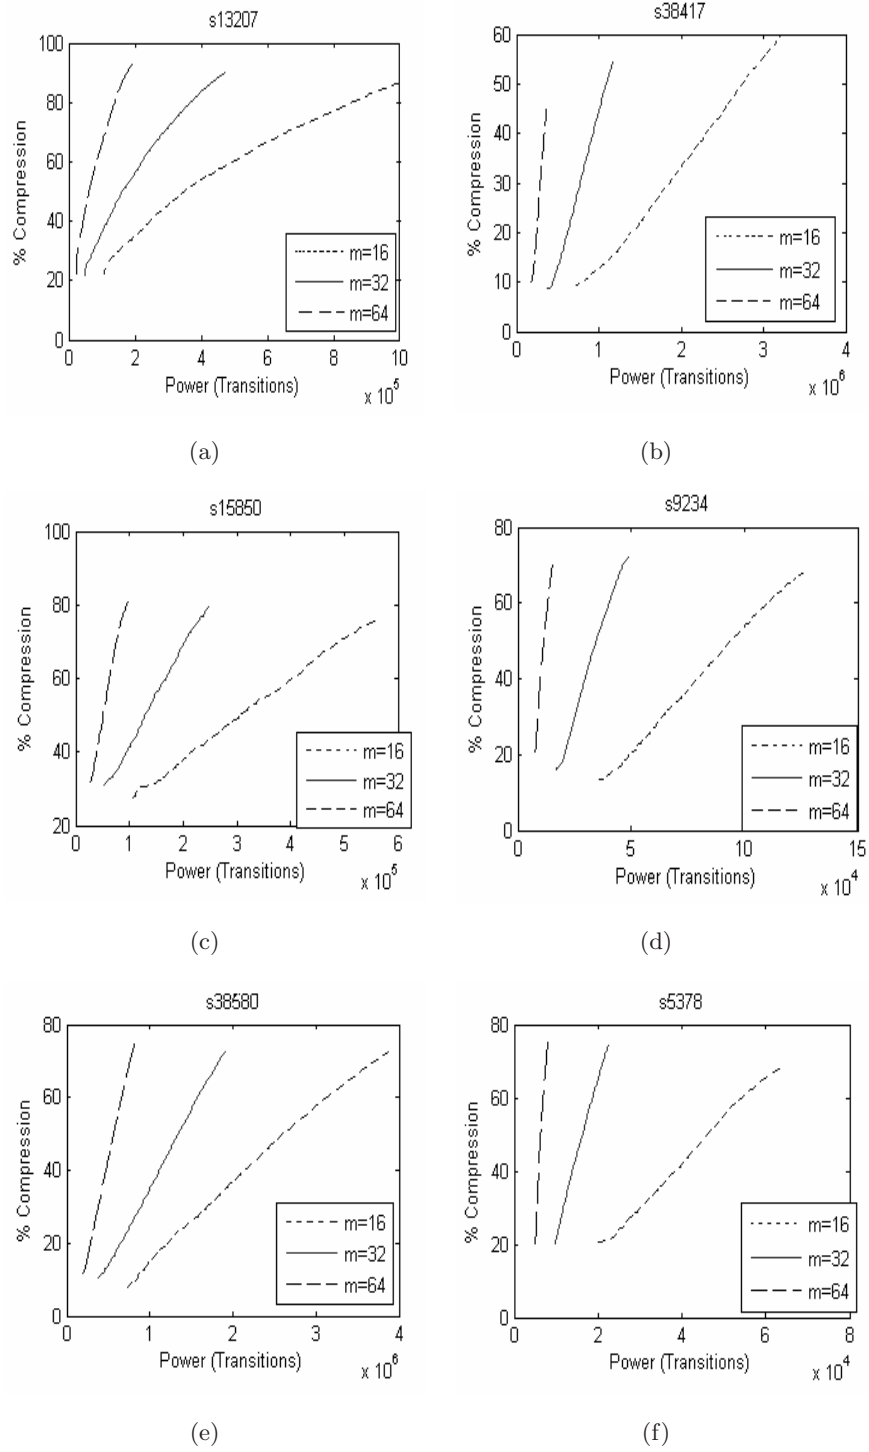 s13207
% Compression
100
80
60
40
20
0
m=16
m=32
m=64
0 2 4 6 8 10
Power (Transitions)
x 10^5
(a)
s38417
% Compression
60
50
40
30
20
10
0
m=16
m=32
m=64
0 1 2 3 4
Power (Transitions)
x 10^6
(b)
s15850
% Compression
100
80
60
40
20
m=16
m=32
m=64
0 1 2 3 4 5 6
Power (Transitions)
x 10^5
(c)
s9234
% Compression
80
60
40
20
0
m=16
m=32
m=64
0 5 10 15
Power (Transitions)
x 10^4
(d)
s38580
% Compression
80
60
40
20
0
m=16
m=32
m=64
0 1 2 3 4
Power (Transitions)
x 10^6
(e)
s5378
% Compression
80
60
40
20
0
m=16
m=32
m=64
0 2 4 6 8
Power (Transitions)
x 10^4
(f)